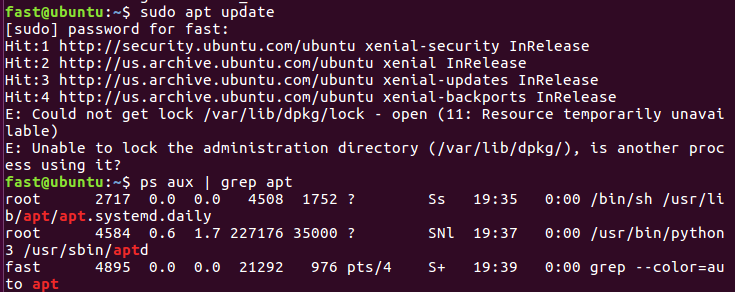 fast@ubuntu:~$ sudo apt update
[sudo] password for fast:
Hit:1 http://security.ubuntu.com/ubuntu xenial-security InRelease
Hit:2 http://us.archive.ubuntu.com/ubuntu xenial InRelease
Hit:3 http://us.archive.ubuntu.com/ubuntu xenial-updates InRelease
Hit:4 http://us.archive.ubuntu.com/ubuntu xenial-backports InRelease
E: Could not get lock /var/lib/dpkg/lock - open (11: Resource temporarily unavai
lable)
E: Unable to lock the administration directory (/var/lib/dpkg/), is another proc
ess using it?
fast@ubuntu:~$ ps aux | grep apt
root       2717  0.0  0.0   4508  1752 ?        Ss   19:35   0:00 /bin/sh /usr/li
b/apt/apt.systemd.daily
root       4584  0.6  1.7 227176 35000 ?        SNl  19:37   0:00 /usr/bin/python
3 /usr/sbin/aptd
fast       4895  0.0  0.0  21292   976 pts/4    S+   19:39   0:00 grep --color=au
to apt